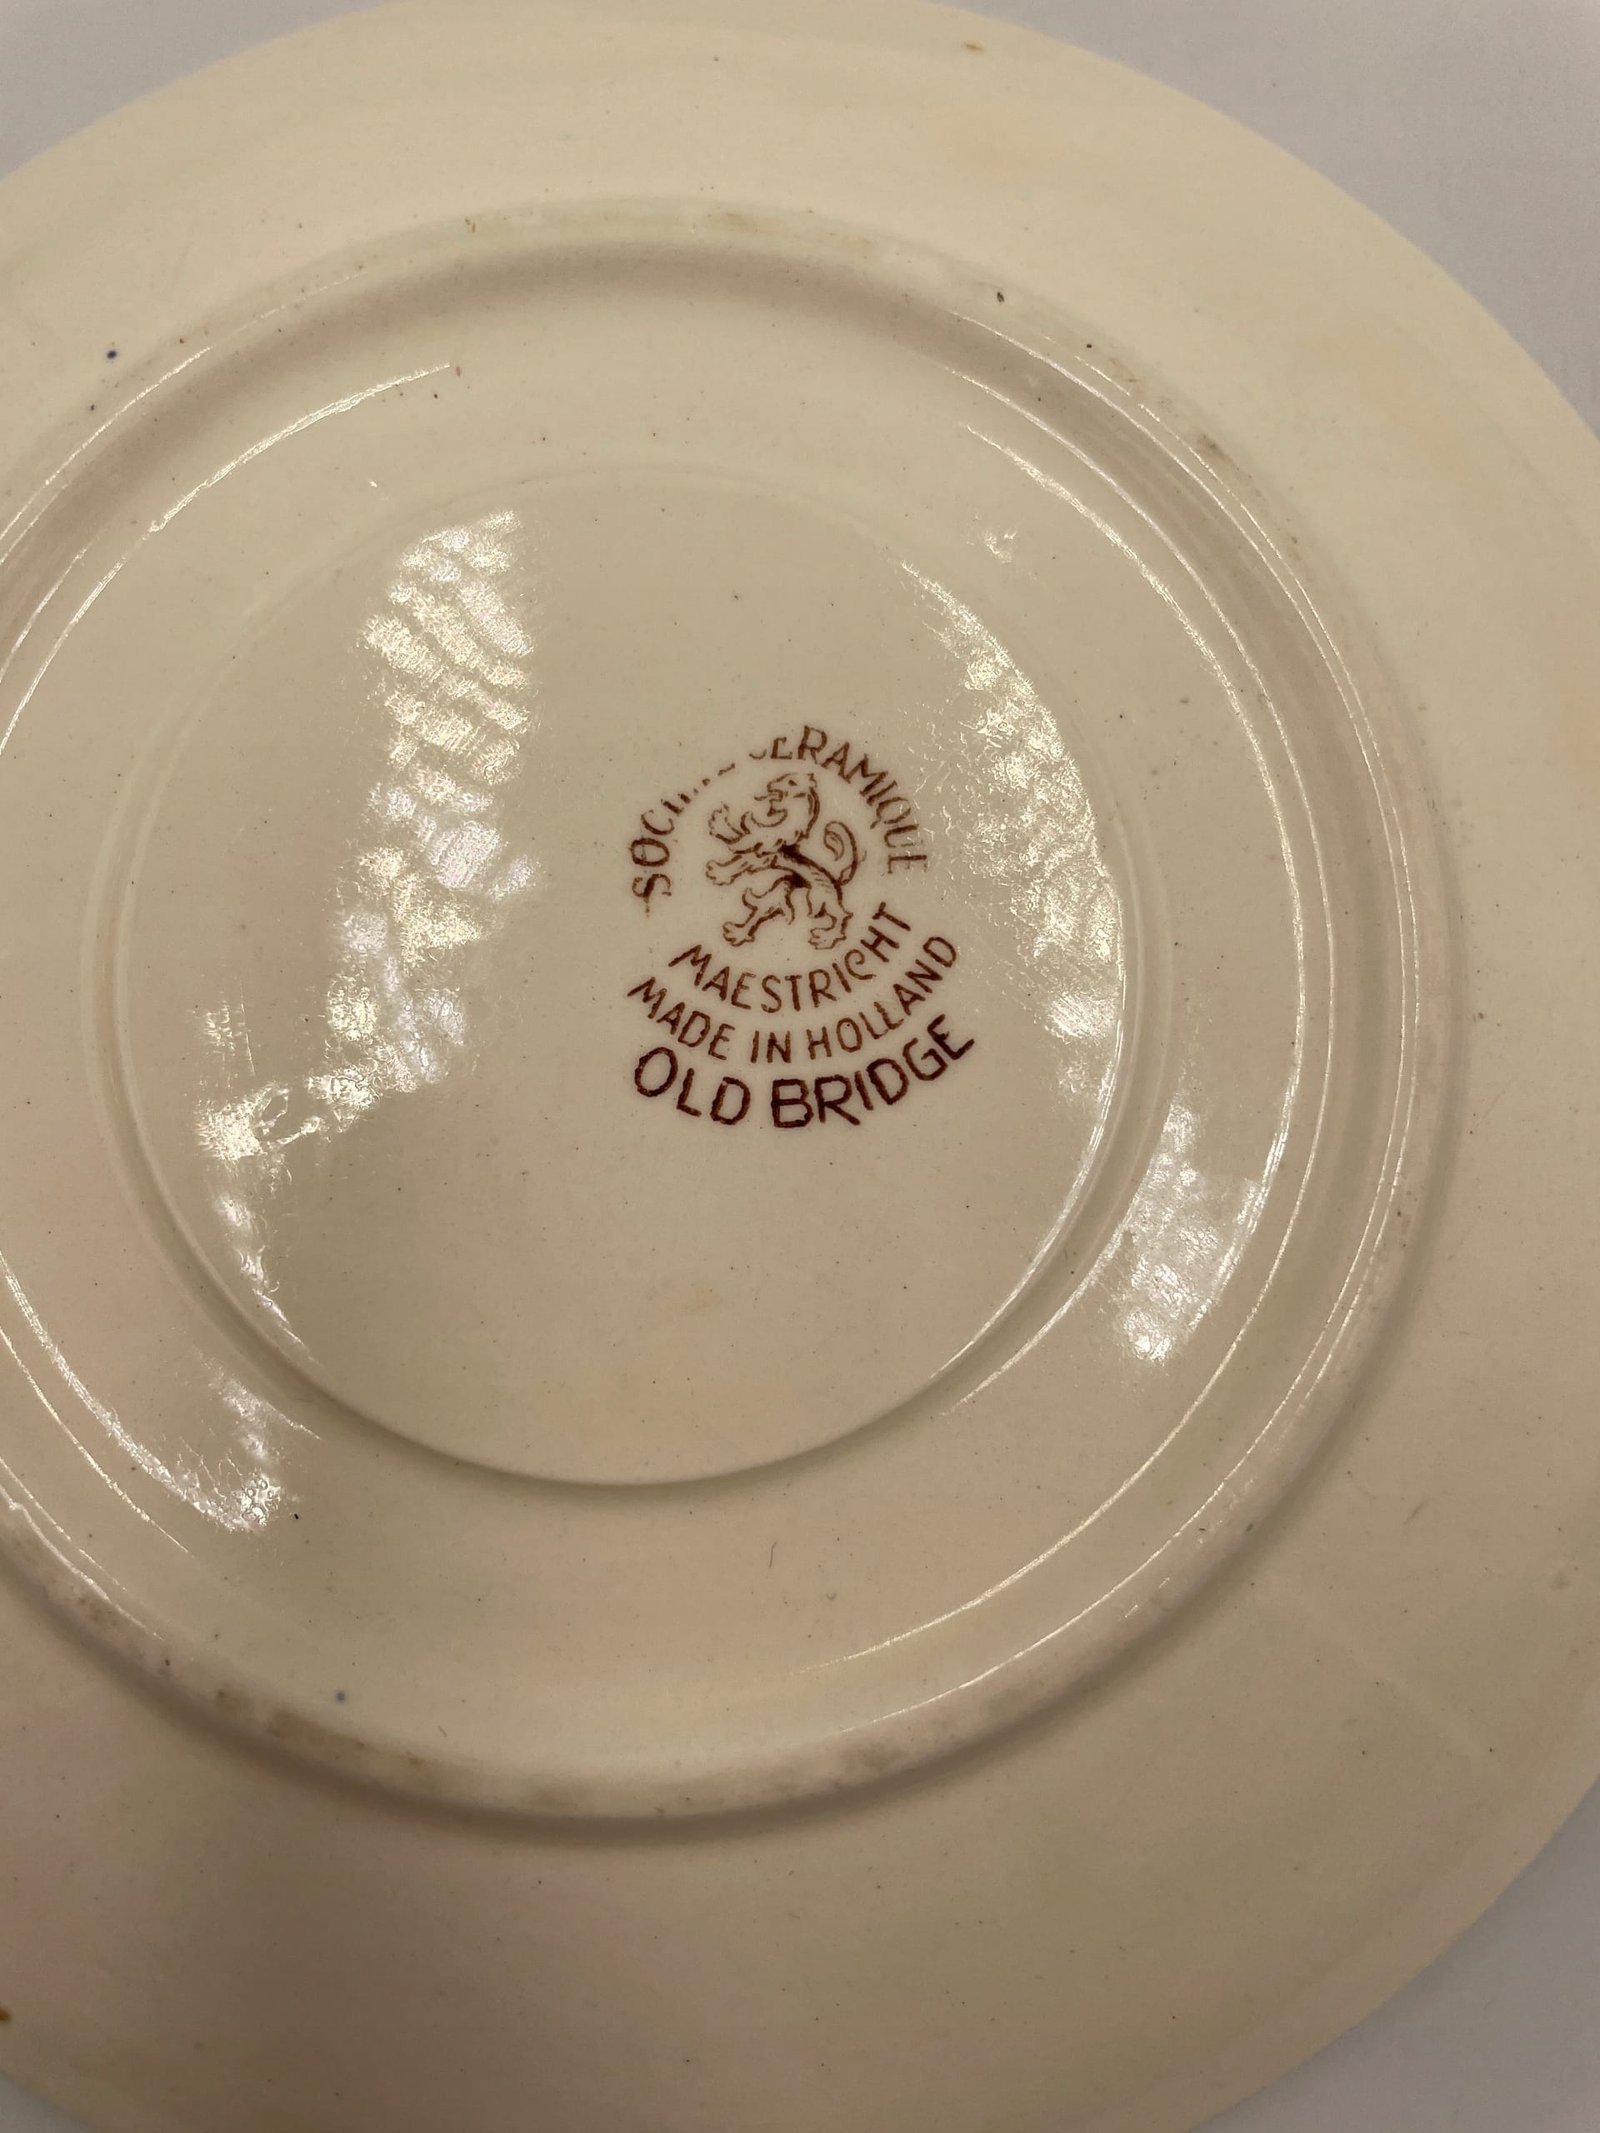 CERAMIQUE
MAESTRICHT
MADE IN HOLLAND
OLD BRIDGE